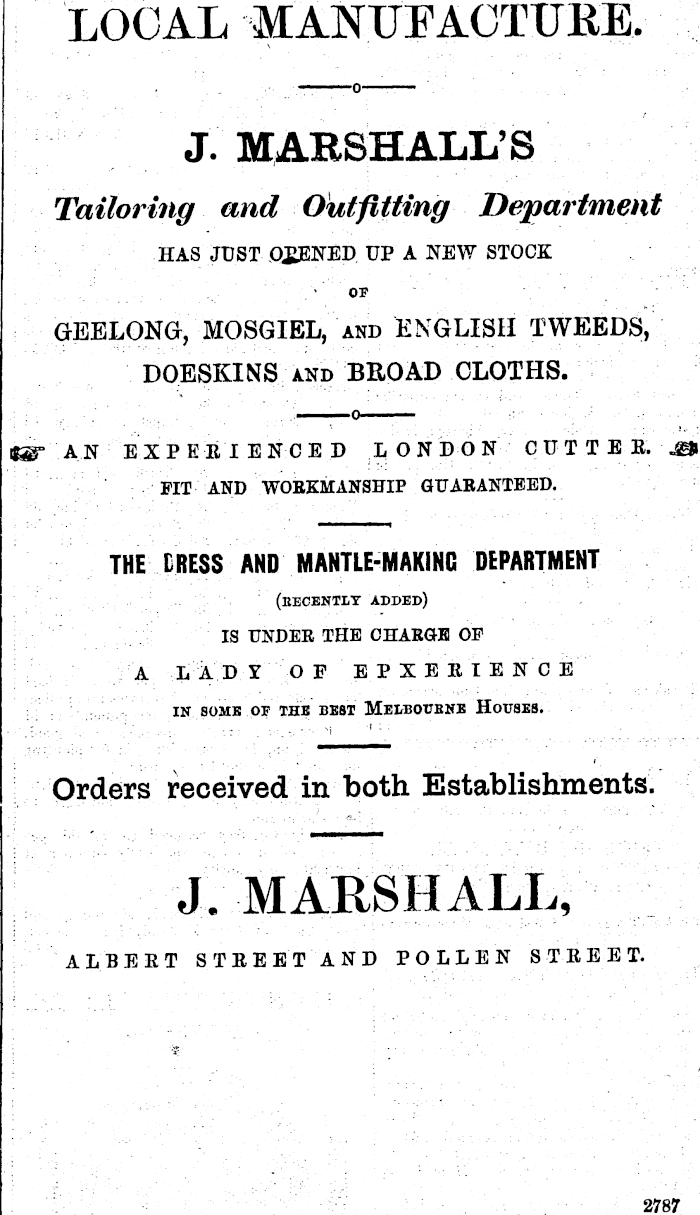 LOCAL MANUFACTURE.
J. MARSHALL'S
Tailoring and Outfitting Department
HAS JUST OPENED UP A NEW STOCK
OF
GEELONG, MOSGIEL, AND ENGLISH TWEEDS,
DOESKINS AND BROAD CLOTHS.
AN EXPERIENCED LONDON CUTTER.
FIT AND WORKMANSHIP GUARANTEED.
THE DRESS AND MANTLE-MAKING DEPARTMENT
(RECENTLY ADDED)
IS UNDER THE CHARGE OF
A LADY OF EPXERIENCE
IN SOME OF THE BEST MELBOURNE HOUSES.
Orders received in both Establishments.
J. MARSHALL,
ALBERT STREET AND POLLEN STREET.
2787